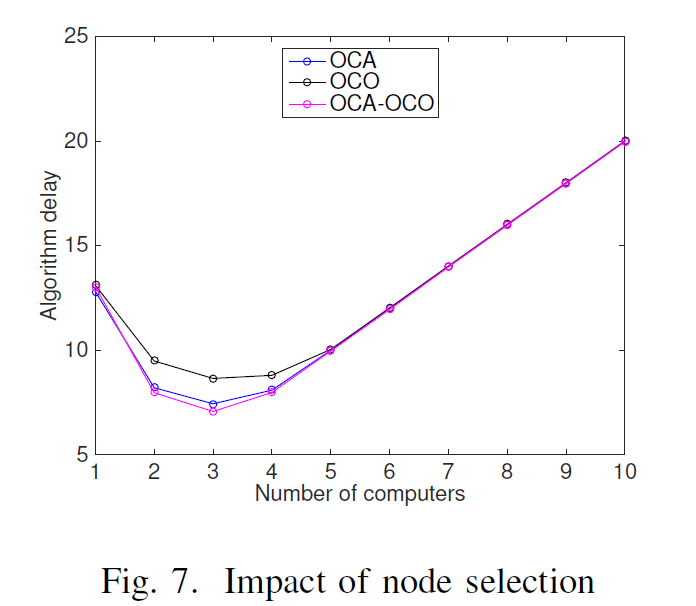 25
20
15
10
5
Algorithm delay
OCA
OCO
OCA-OCO
1 2 3 4 5 6 7 8 9 10
Number of computers
Fig. 7. Impact of node selection